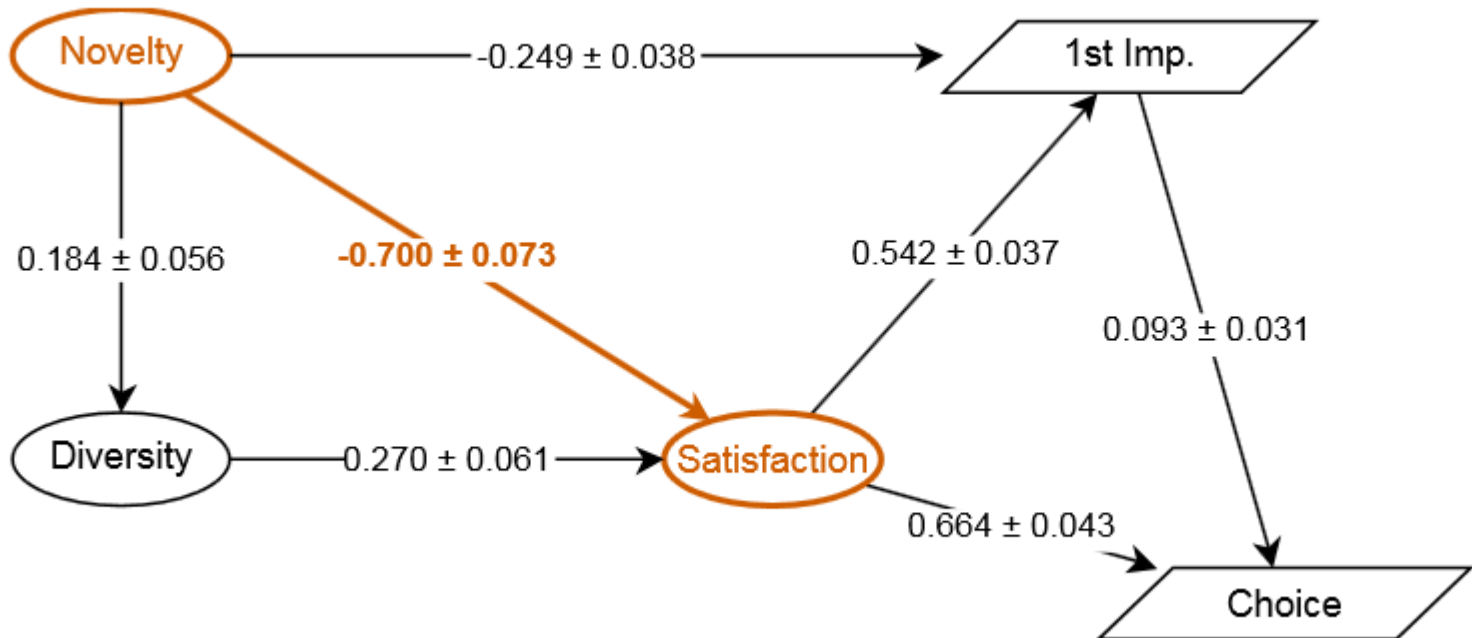 Novelty
-0.249 ± 0.038
1st Imp.
0.184 ± 0.056
-0.700 ± 0.073
0.542 ± 0.037
0.093 ± 0.031
Diversity
0.270 ± 0.061
Satisfaction
0.664 ± 0.043
Choice